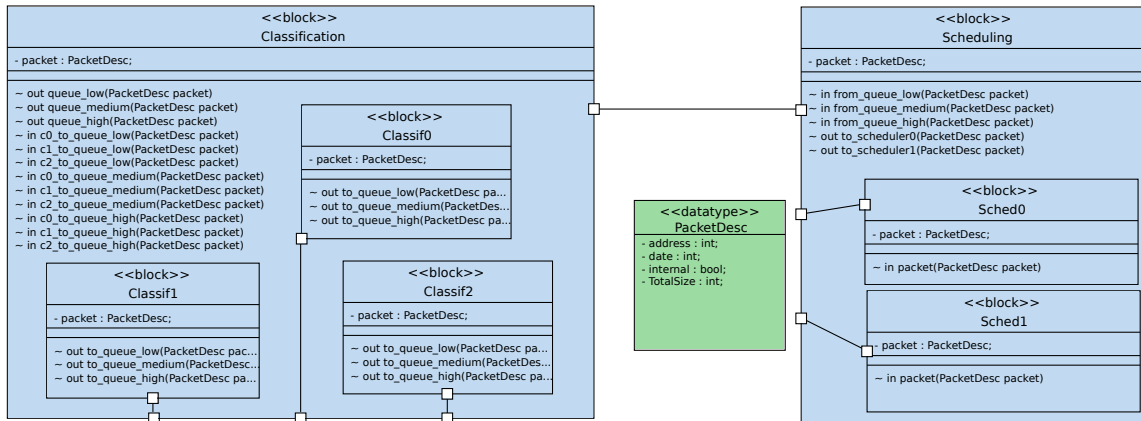 <<block>>
Classification
- packet : PacketDesc;
~ out queue_low(PacketDesc packet)
~ out queue_medium(PacketDesc packet)
~ out queue_high(PacketDesc packet)
~ in c0_to_queue_low(PacketDesc packet)
~ in c1_to_queue_low(PacketDesc packet)
~ in c2_to_queue_low(PacketDesc packet)
~ in c0_to_queue_medium(PacketDesc packet)
~ in c1_to_queue_medium(PacketDesc packet)
~ in c2_to_queue_medium(PacketDesc packet)
~ in c0_to_queue_high(PacketDesc packet)
~ in c1_to_queue_high(PacketDesc packet)
~ in c2_to_queue_high(PacketDesc packet)
<<block>>
Classif0
- packet : PacketDesc;
~ out to_queue_low(PacketDesc pa...
~ out to_queue_medium(PacketDes...
~ out to_queue_high(PacketDesc pa...
<<block>>
Classif1
- packet : PacketDesc;
~ out to_queue_low(PacketDesc pac...
~ out to_queue_medium(PacketDesc...
~ out to_queue_high(PacketDesc pa...
<<block>>
Classif2
- packet : PacketDesc;
~ out to_queue_low(PacketDesc pa...
~ out to_queue_medium(PacketDes...
~ out to_queue_high(PacketDesc pa...
<<datatype>>
PacketDesc
- address : int;
- date : int;
- internal : bool;
- TotalSize : int;
<<block>>
Scheduling
- packet : PacketDesc;
~ in from_queue_low(PacketDesc packet)
~ in from_queue_medium(PacketDesc packet)
~ in from_queue_high(PacketDesc packet)
~ out to_scheduler0(PacketDesc packet)
~ out to_scheduler1(PacketDesc packet)
<<block>>
Sched0
- packet : PacketDesc;
~ in packet(PacketDesc packet)
<<block>>
Sched1
- packet : PacketDesc;
~ in packet(PacketDesc packet)